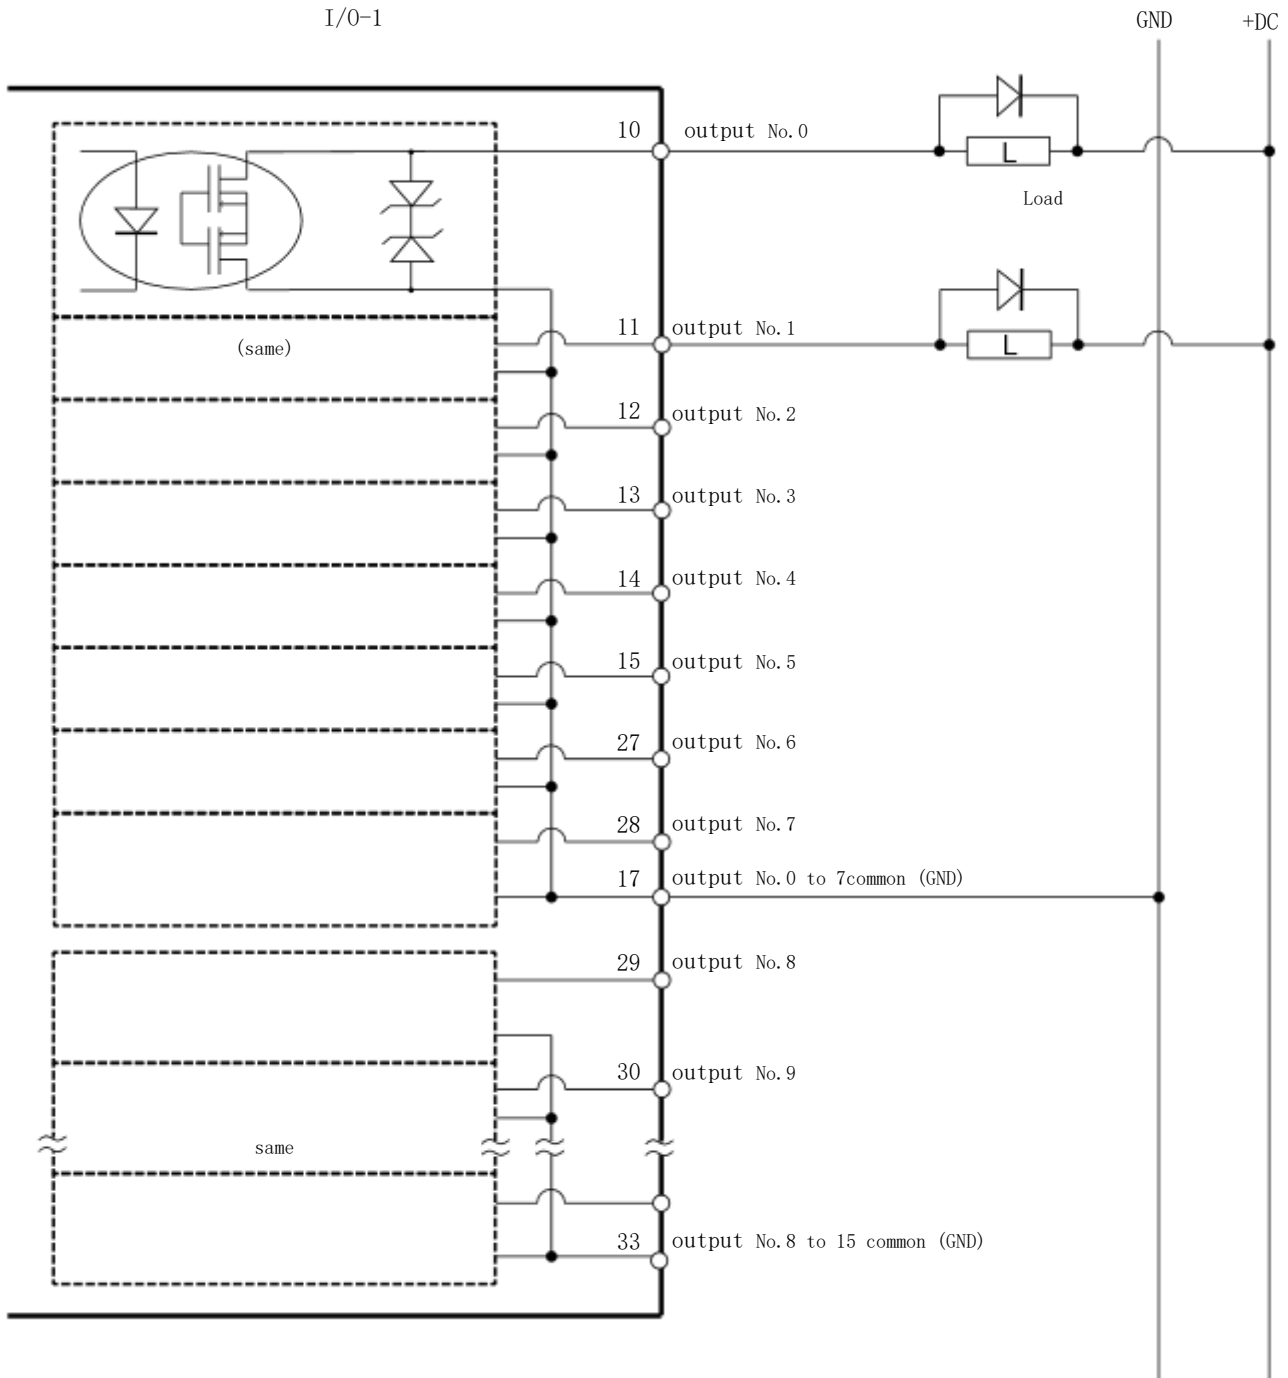 I/O-1
GND
+DC
10
output No.0
L
Load
11
output No.1
(same)
L
12
output No.2
13
output No.3
14
output No.4
15
output No.5
27
output No.6
28
output No.7
17
output No.0 to 7common (GND)
29
output No.8
30
output No.9
same
33
output No.8 to 15 common (GND)